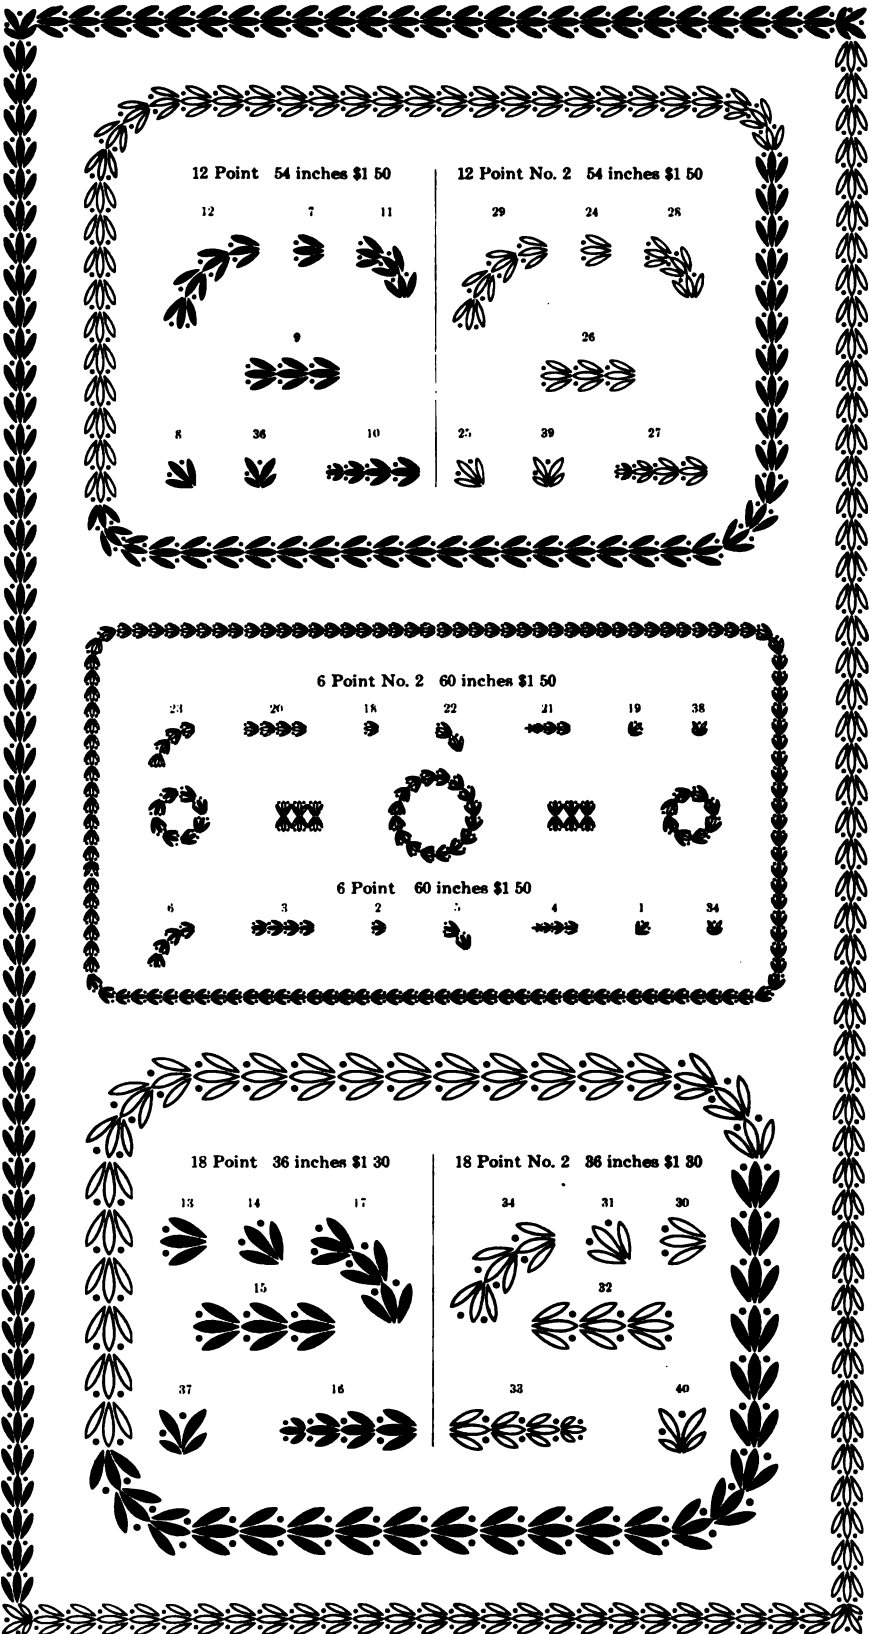 12 Point 54 inches $1 50
12 7 11
9
8 36 10
12 Point No. 2 54 inches $1 50
29 24 28
26
25 39 27
6 Point No. 2 60 inches $1 50
23 20 18 22 21 19 38
6 Point 60 inches $1 50
6 3 2 5 4 1 34
18 Point 36 inches $1 30
13 14 17
15
37 16
18 Point No. 2 36 inches $1 30
34 31 30
32
33 40